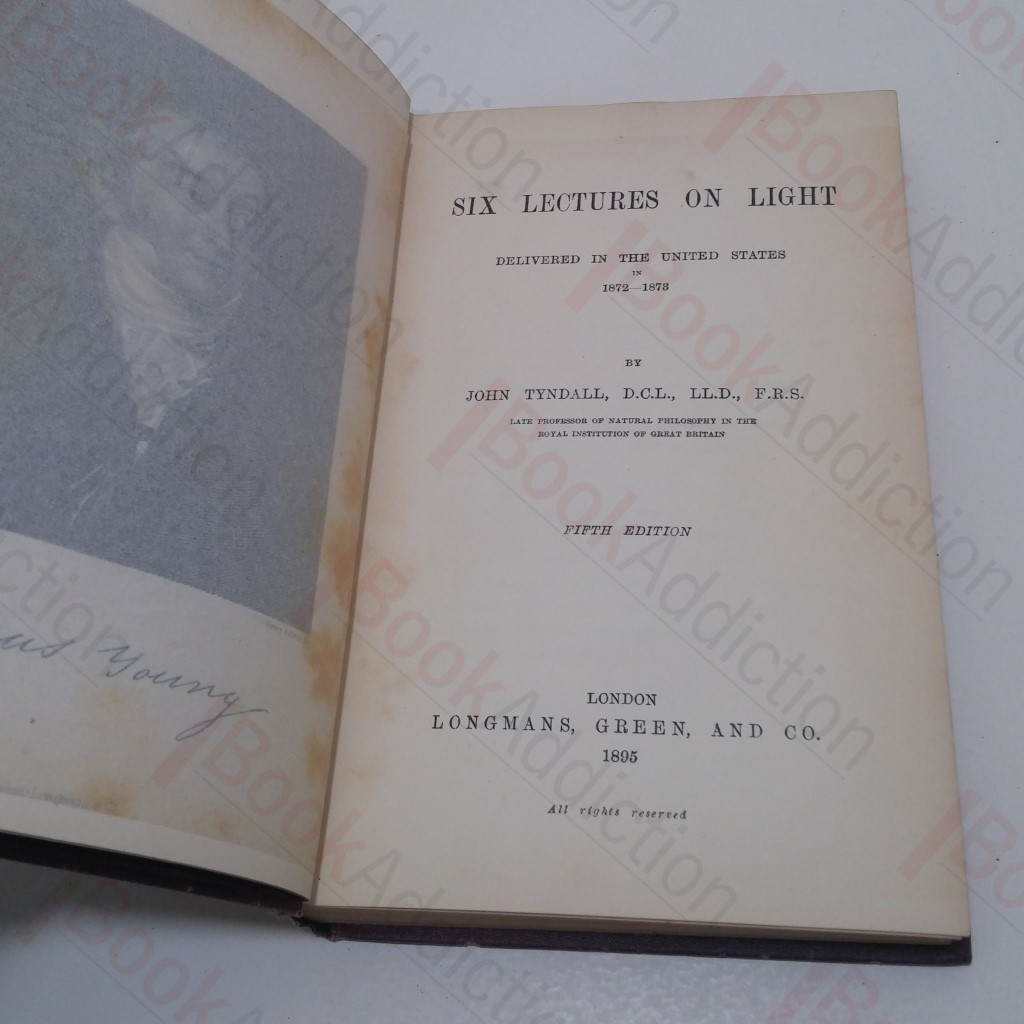 us Young
SIX LECTURES ON LIGHT
DELIVERED IN THE UNITED STATES
IN
1872—1873
BY
JOHN TYNDALL, D.C.L., LL.D., F.R.S.
LATE PROFESSOR OF NATURAL PHILOSOPHY IN THE
ROYAL INSTITUTION OF GREAT BRITAIN
FIFTH EDITION
LONDON
LONGMANS, GREEN, AND CO.
1895
All rights reserved
BookAddiction